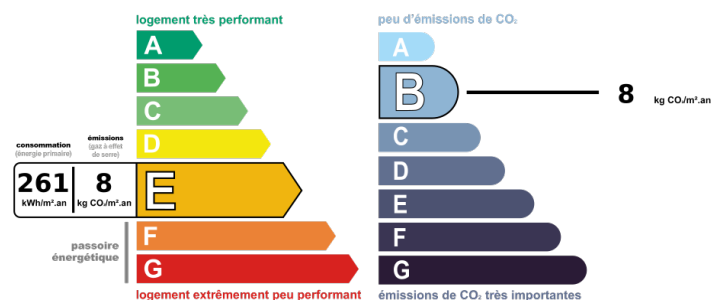 logement très performant
A
B
C
D
consommation
(énergie primaire)
émissions
(gaz à effet
de serre)
261
kWh/m².an
8
kg CO₂/m².an
E
F
G
passoire
énergétique
logement extrêmement peu performant
peu d'émissions de CO₂
A
B
8
kg CO₂/m².an
C
D
E
F
G
émissions de CO₂ très importantes